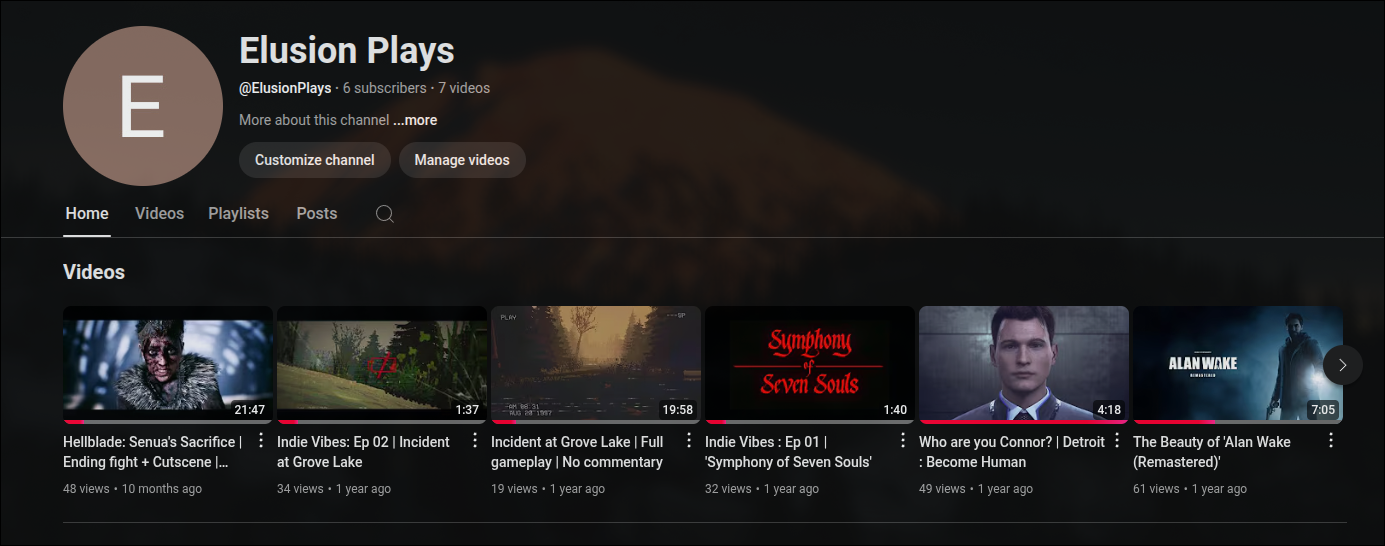 E
Elusion Plays
@ElusionPlays • 6 subscribers • 7 videos
More about this channel ...more
Customize channel
Manage videos
Home
Videos
Playlists
Posts
Videos
21:47
Hellblade: Senua's Sacrifice |
Ending fight + Cutscene |...
48 views • 10 months ago
1:37
Indie Vibes: Ep 02 | Incident
at Grove Lake
34 views • 1 year ago
PLAY
SP
AM 08:31
AUG 20 1997
19:58
Incident at Grove Lake | Full
gameplay | No commentary
19 views • 1 year ago
Symphony
of
Seven Souls
1:40
Indie Vibes : Ep 01 |
'Symphony of Seven Souls'
32 views • 1 year ago
4:18
Who are you Connor? | Detroit
: Become Human
49 views • 1 year ago
ALAN WAKE
REMASTERED
7:05
The Beauty of 'Alan Wake
(Remastered)'
61 views • 1 year ago